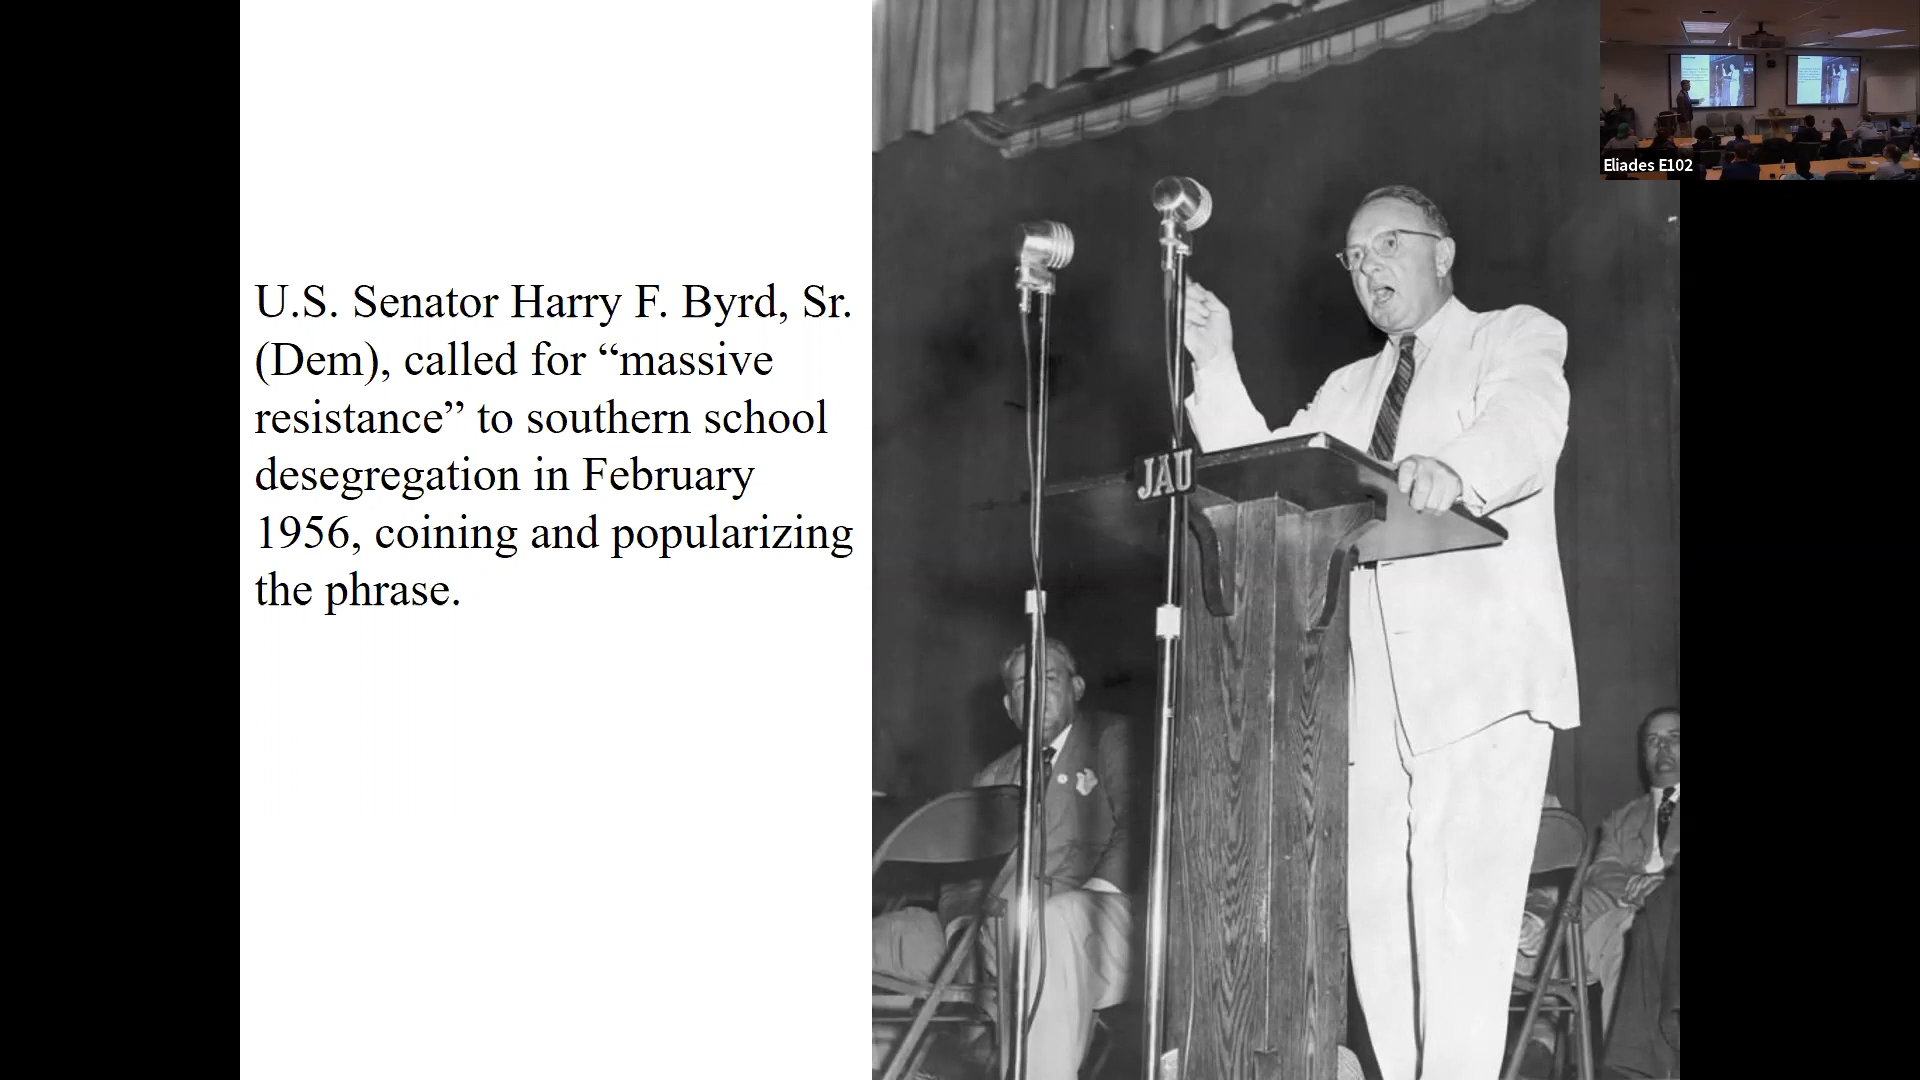 U.S. Senator Harry F. Byrd, Sr.
(Dem), called for “massive
resistance” to southern school
desegregation in February
1956, coining and popularizing
the phrase.
JAU
Eliades E102